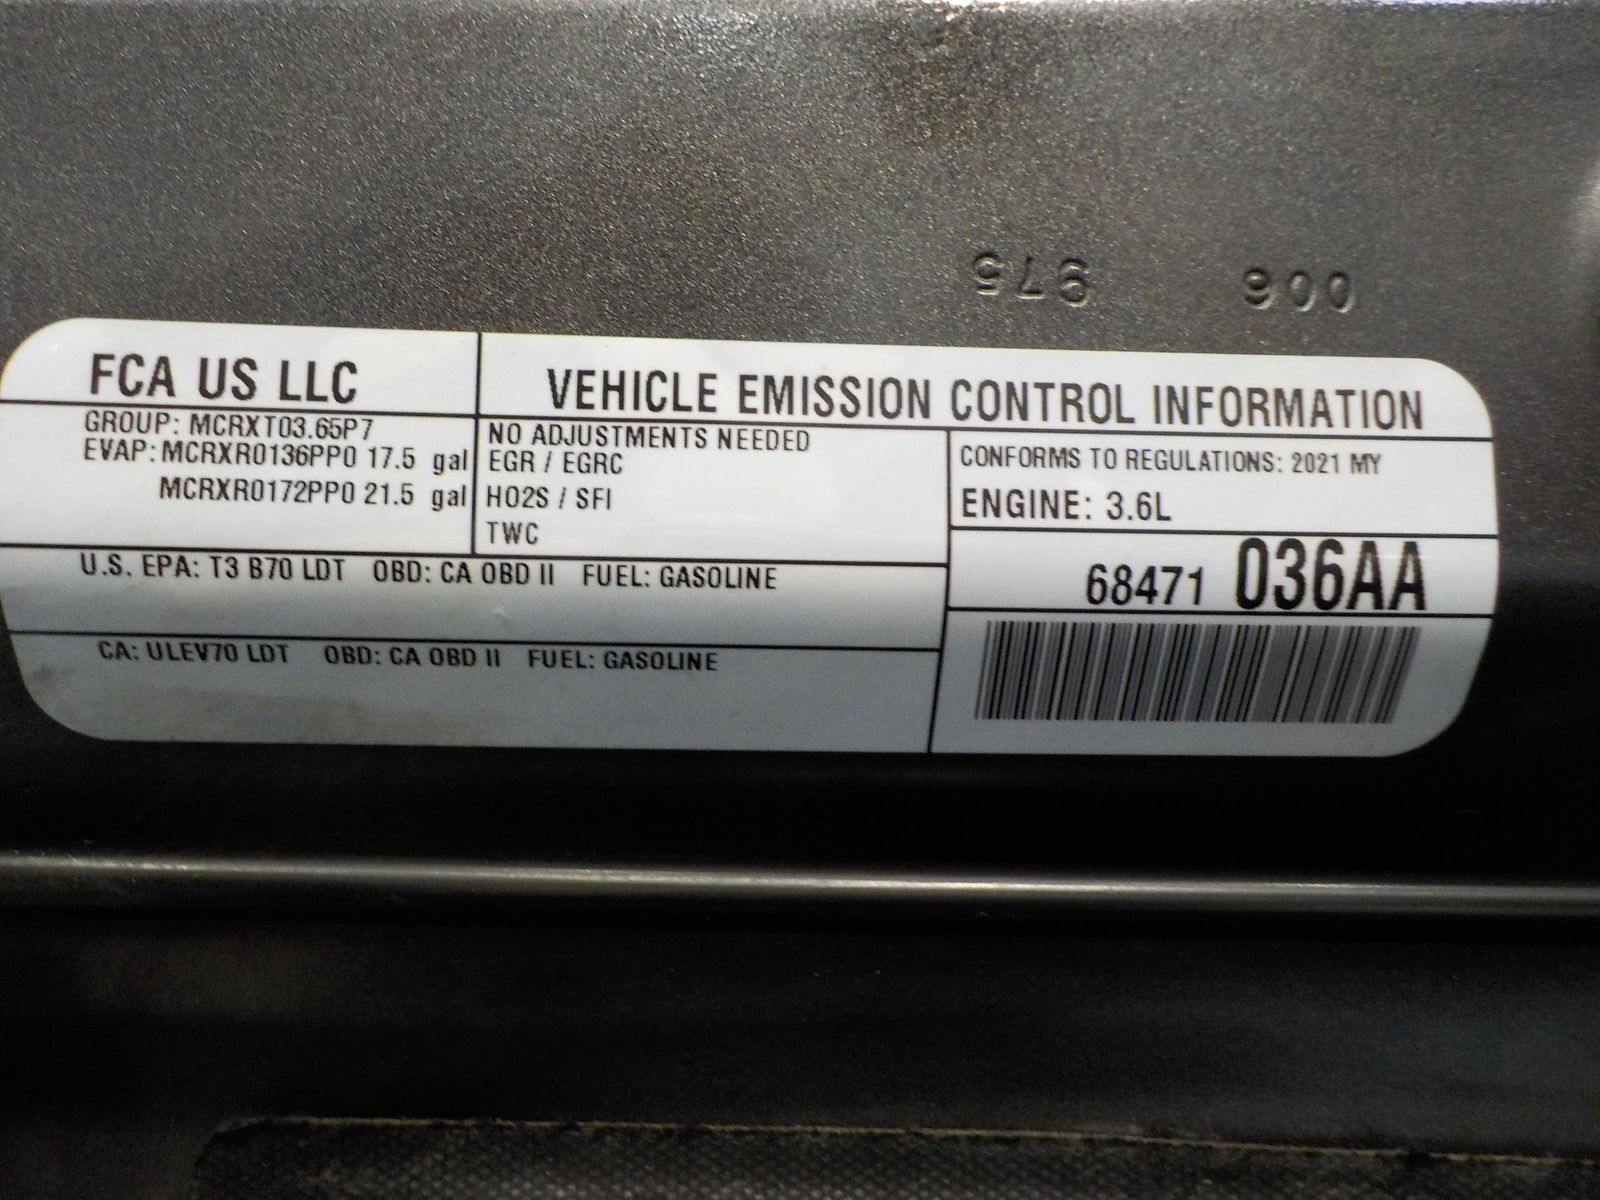 975 006
FCA US LLC
VEHICLE EMISSION CONTROL INFORMATION
GROUP: MCRXT03.65P7
EVAP: MCRXR0136PP0 17.5 gal
MCRXR0172PP0 21.5 gal
NO ADJUSTMENTS NEEDED
EGR / EGRC
HO2S / SFI
TWC
CONFORMS TO REGULATIONS: 2021 MY
ENGINE: 3.6L
68471 036AA
U.S. EPA: T3 B70 LDT OBD: CA OBD II FUEL: GASOLINE
CA: ULEV70 LDT OBD: CA OBD II FUEL: GASOLINE